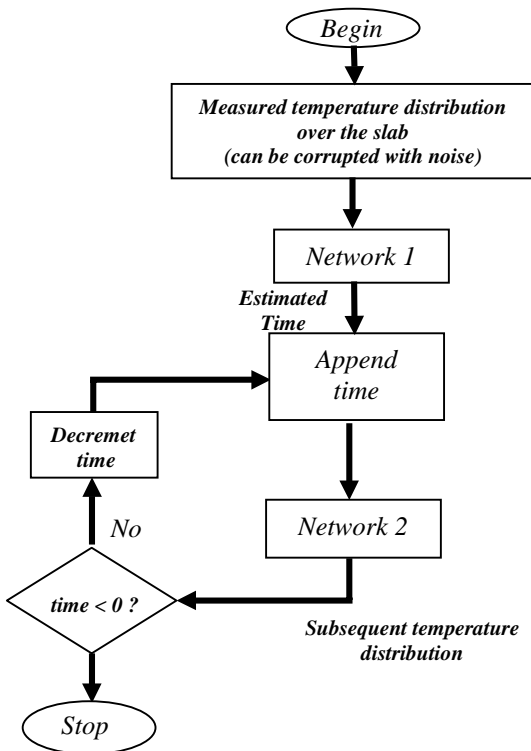 Begin
Measured temperature distribution
over the slab
(can be corrupted with noise)
Network 1
Estimated
Time
Append
time
Decremet
time
No
Network 2
time < 0 ?
Subsequent temperature
distribution
Stop